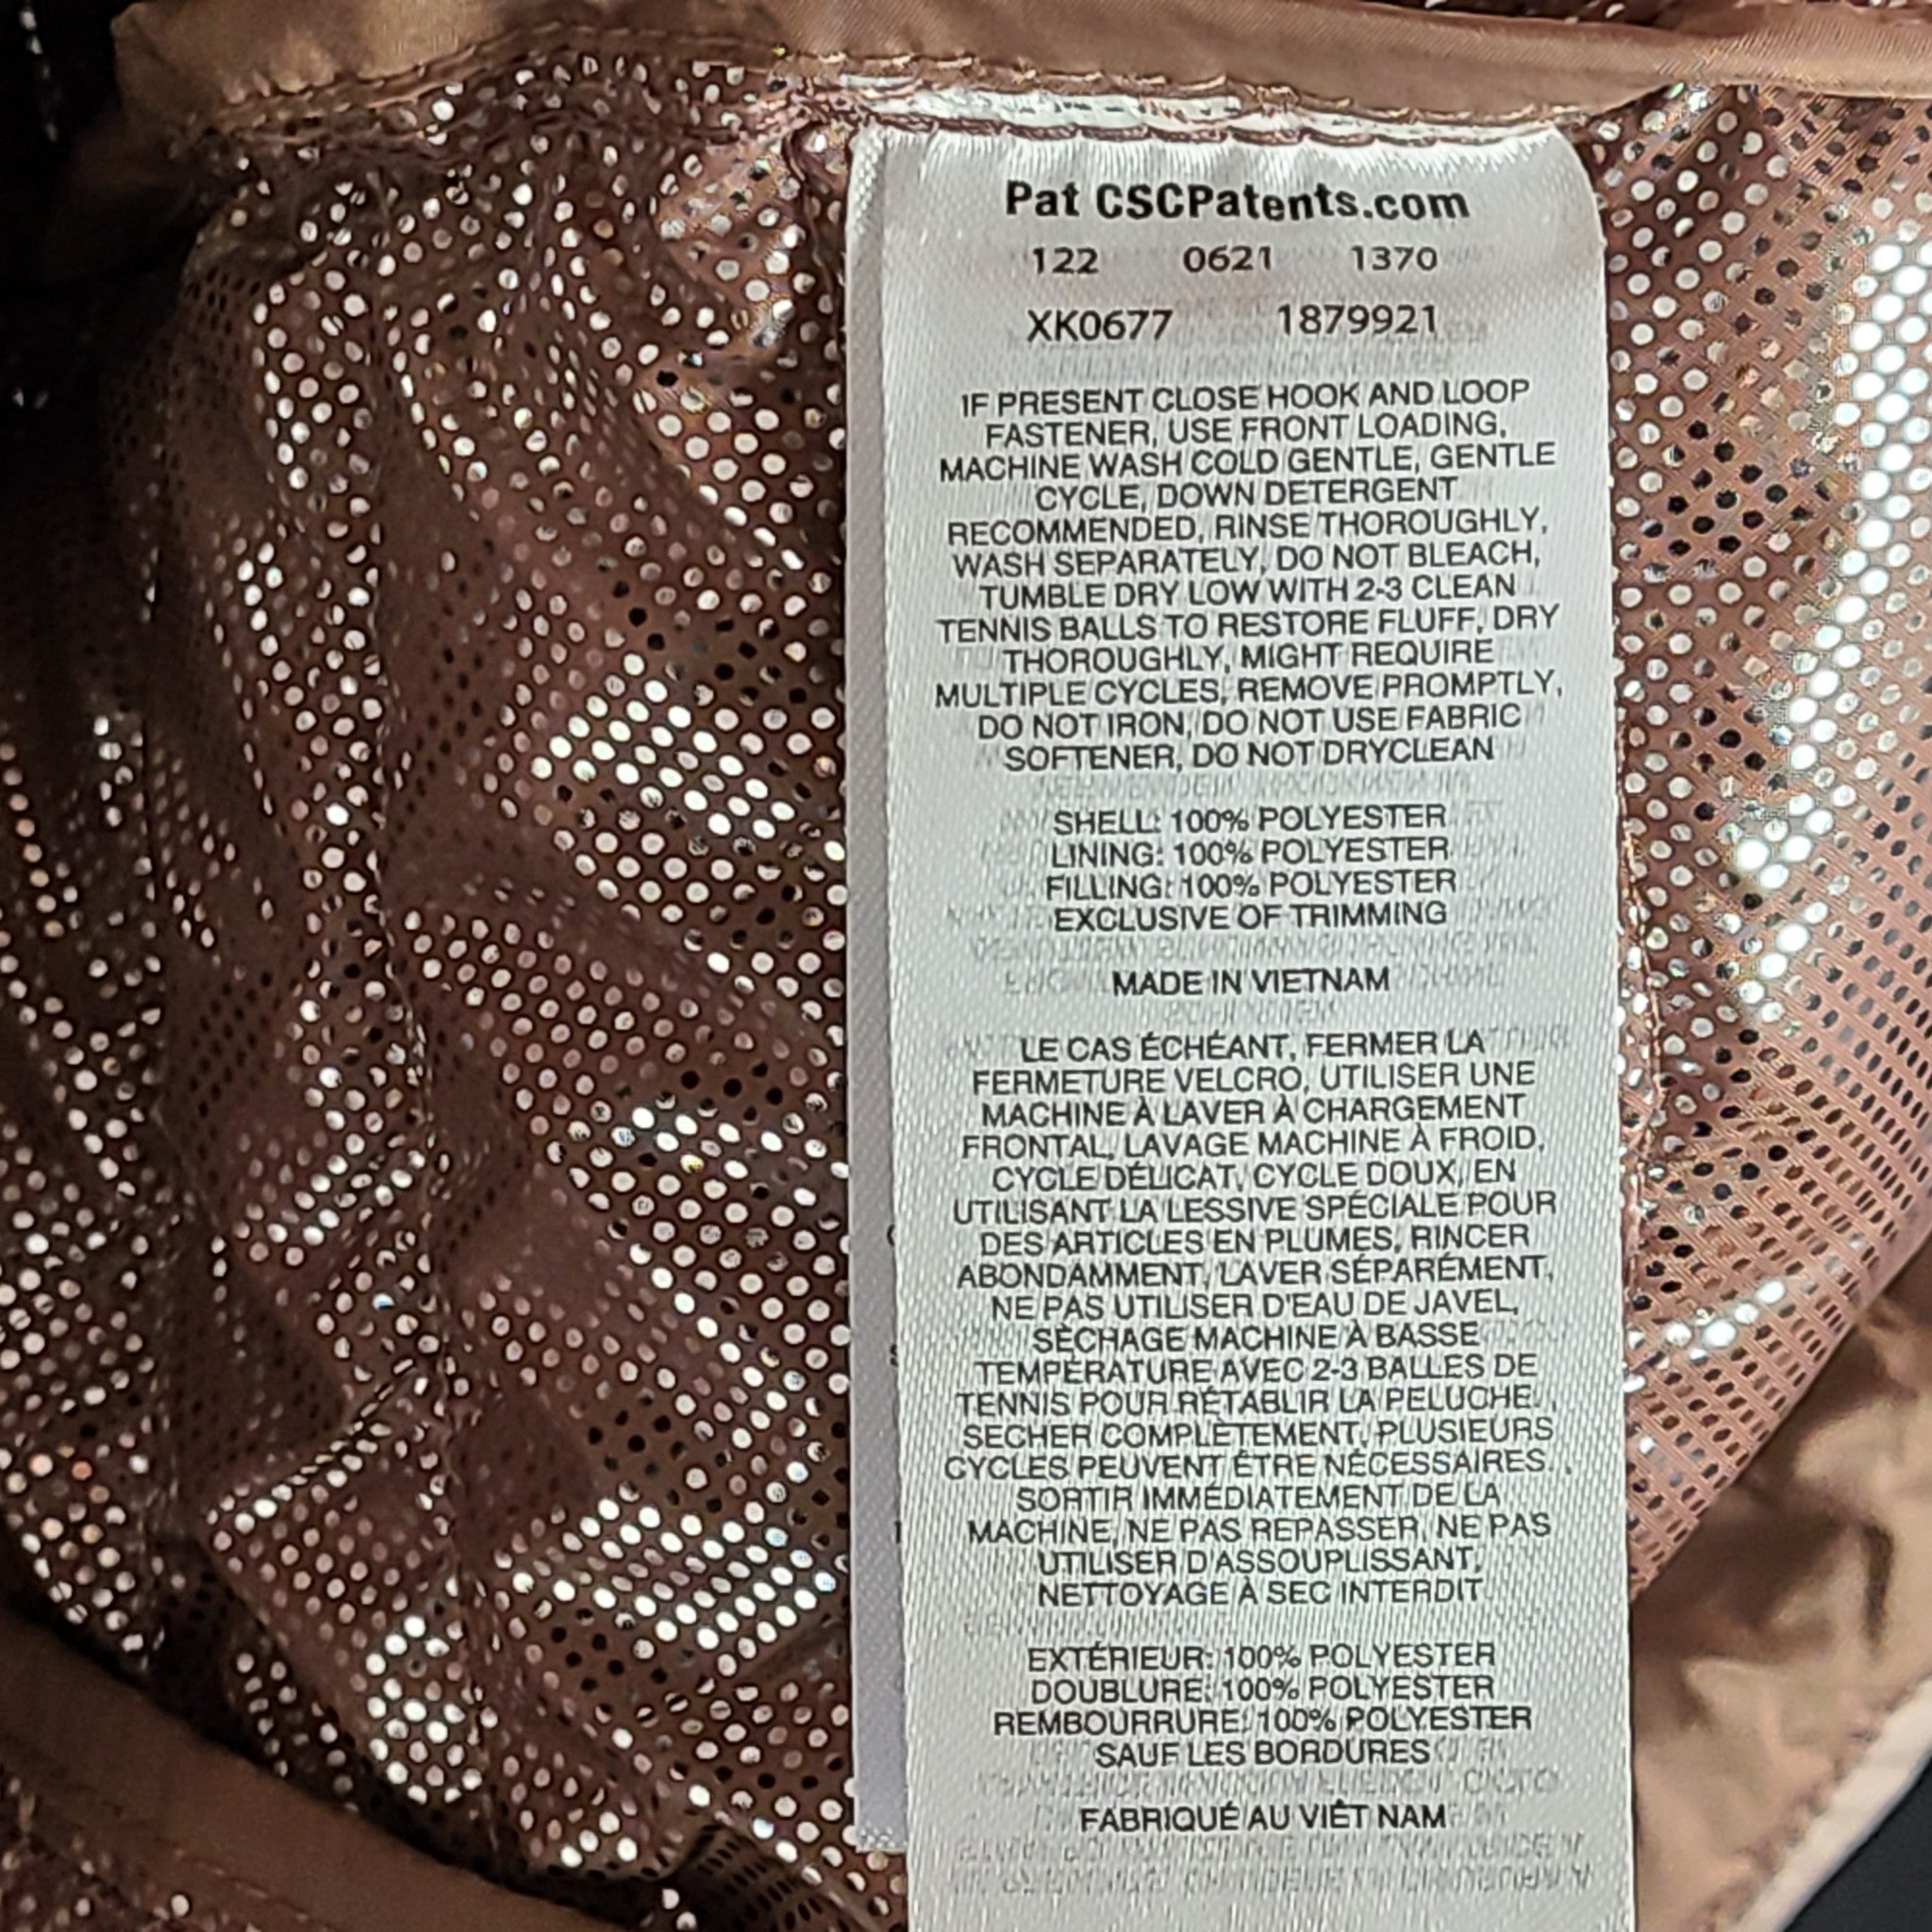 Pat CSCPatents.com
122 0621 1370
XK0677 1879921
IF PRESENT CLOSE HOOK AND LOOP
FASTENER, USE FRONT LOADING,
MACHINE WASH COLD GENTLE, GENTLE
CYCLE, DOWN DETERGENT
RECOMMENDED, RINSE THOROUGHLY,
WASH SEPARATELY, DO NOT BLEACH,
TUMBLE DRY LOW WITH 2-3 CLEAN
TENNIS BALLS TO RESTORE FLUFF, DRY
THOROUGHLY, MIGHT REQUIRE
MULTIPLE CYCLES, REMOVE PROMPTLY,
DO NOT IRON, DO NOT USE FABRIC
SOFTENER, DO NOT DRYCLEAN
SHELL: 100% POLYESTER
LINING: 100% POLYESTER
FILLING: 100% POLYESTER
EXCLUSIVE OF TRIMMING
MADE IN VIETNAM
LE CAS ÉCHÉANT, FERMER LA
FERMETURE VELCRO, UTILISER UNE
MACHINE À LAVER À CHARGEMENT
FRONTAL, LAVAGE MACHINE À FROID,
CYCLE DÉLICAT, CYCLE DOUX, EN
UTILISANT LA LESSIVE SPÉCIALE POUR
DES ARTICLES EN PLUMES, RINCER
ABONDAMMENT, LAVER SÉPARÉMENT,
NE PAS UTILISER D'EAU DE JAVEL,
SÈCHAGE MACHINE À BASSE
TEMPÉRATURE AVEC 2-3 BALLES DE
TENNIS POUR RÉTABLIR LA PELUCHE. ,
SECHER COMPLÈTEMENT, PLUSIEURS
CYCLES PEUVENT ÊTRE NÉCESSAIRES. ,
SORTIR IMMÉDIATEMENT DE LA
MACHINE, NE PAS REPASSER, NE PAS
UTILISER D'ASSOUPLISSANT,
NETTOYAGE À SEC INTERDIT
EXTÉRIEUR: 100% POLYESTER
DOUBLURE: 100% POLYESTER
REMBOURRURE: 100% POLYESTER
SAUF LES BORDURES
FABRIQUÉ AU VIÊT NAM